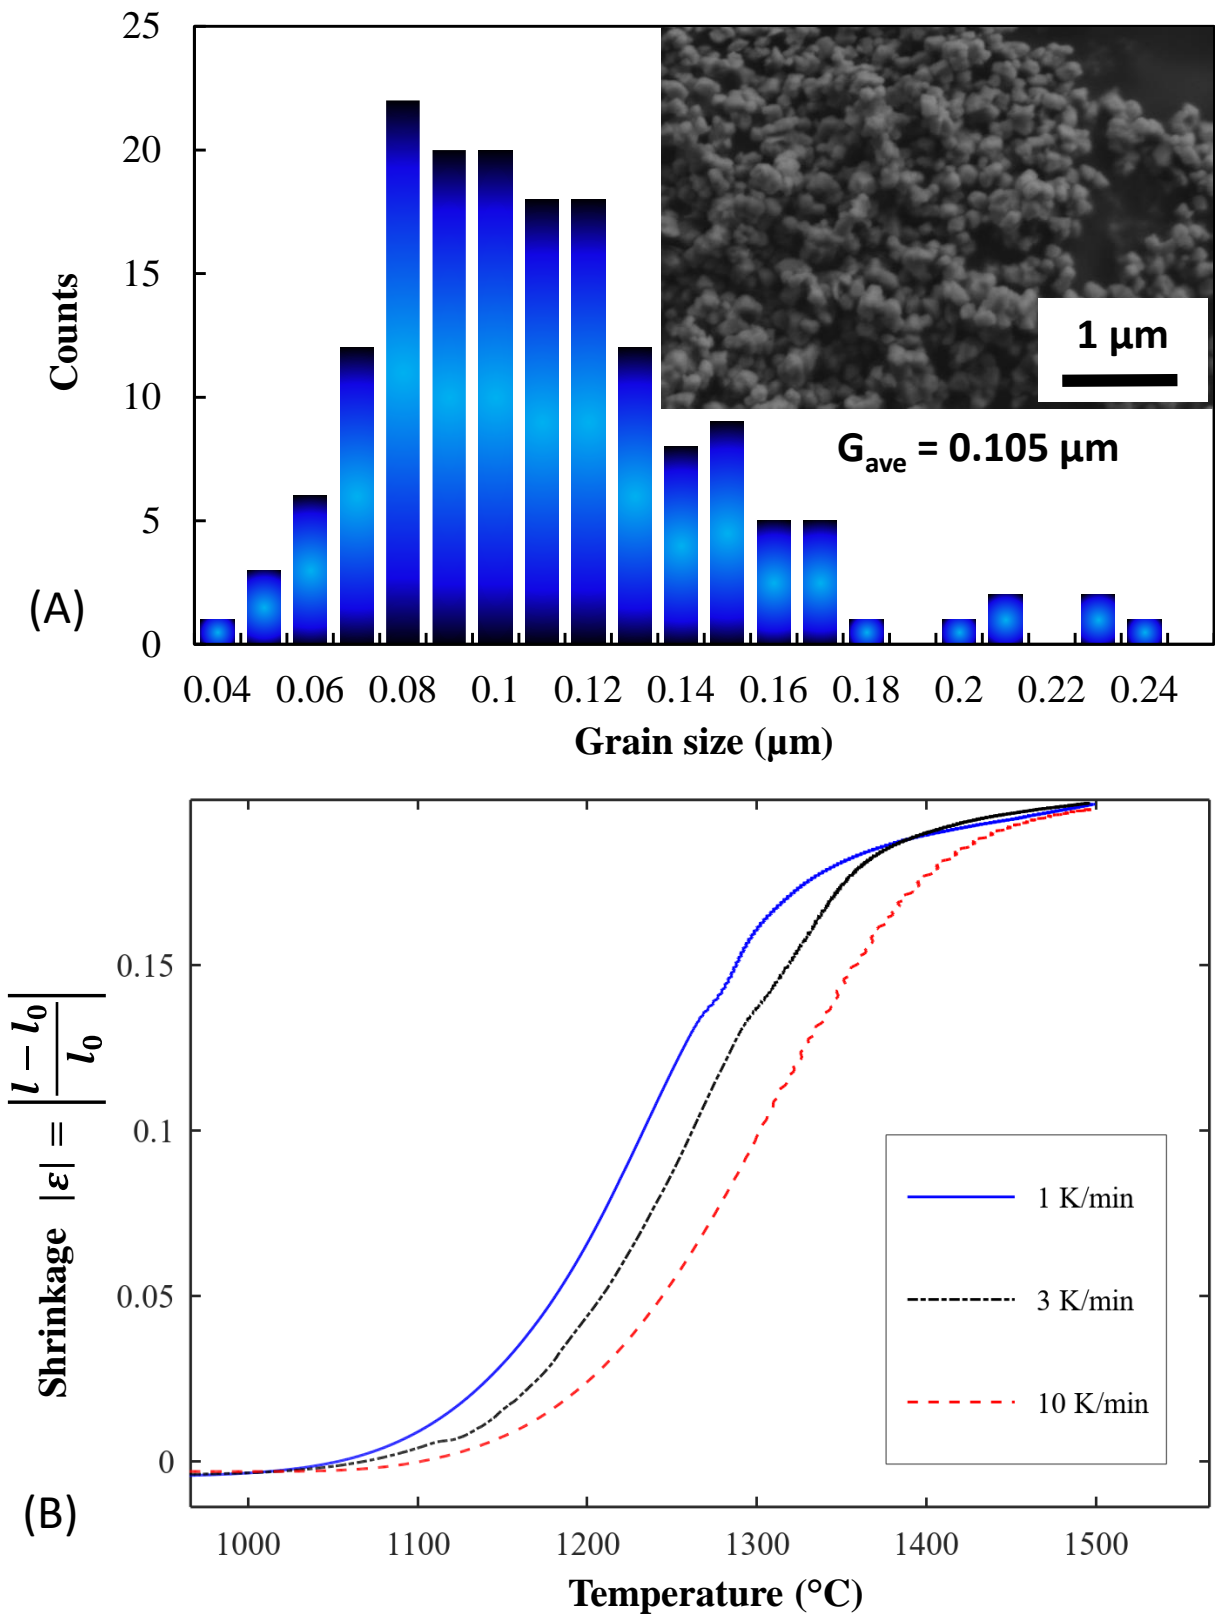 25
20
15
10
5
0
Counts
1 µm
G_ave = 0.105 µm
(A)
0.04 0.06 0.08 0.1 0.12 0.14 0.16 0.18 0.2 0.22 0.24
Grain size (µm)
0.15
0.1
0.05
0
Shrinkage |ε| = |l − l₀ / l₀|
1 K/min
3 K/min
10 K/min
(B)
1000 1100 1200 1300 1400 1500
Temperature (°C)